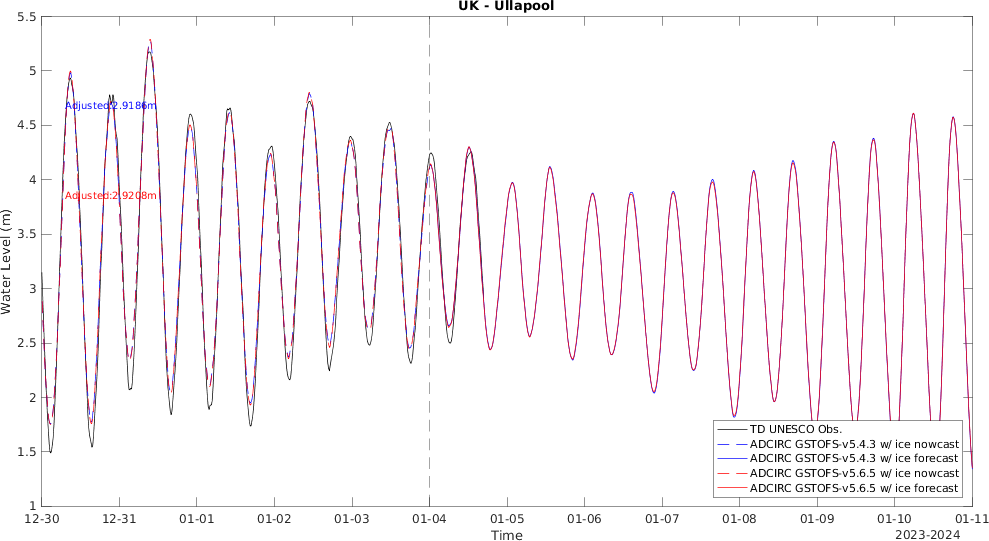 UK - Ullapool
5.5
5
4.5
4
3.5
3
2.5
2
1.5
1
Water Level (m)
Adjusted:2.9186m
Adjusted:2.9208m
TD UNESCO Obs.
ADCIRC GSTOFS-v5.4.3 w/ ice nowcast
ADCIRC GSTOFS-v5.4.3 w/ ice forecast
ADCIRC GSTOFS-v5.6.5 w/ ice nowcast
ADCIRC GSTOFS-v5.6.5 w/ ice forecast
12-30 12-31 01-01 01-02 01-03 01-04 01-05 01-06 01-07 01-08 01-09 01-10 01-11
Time
2023-2024